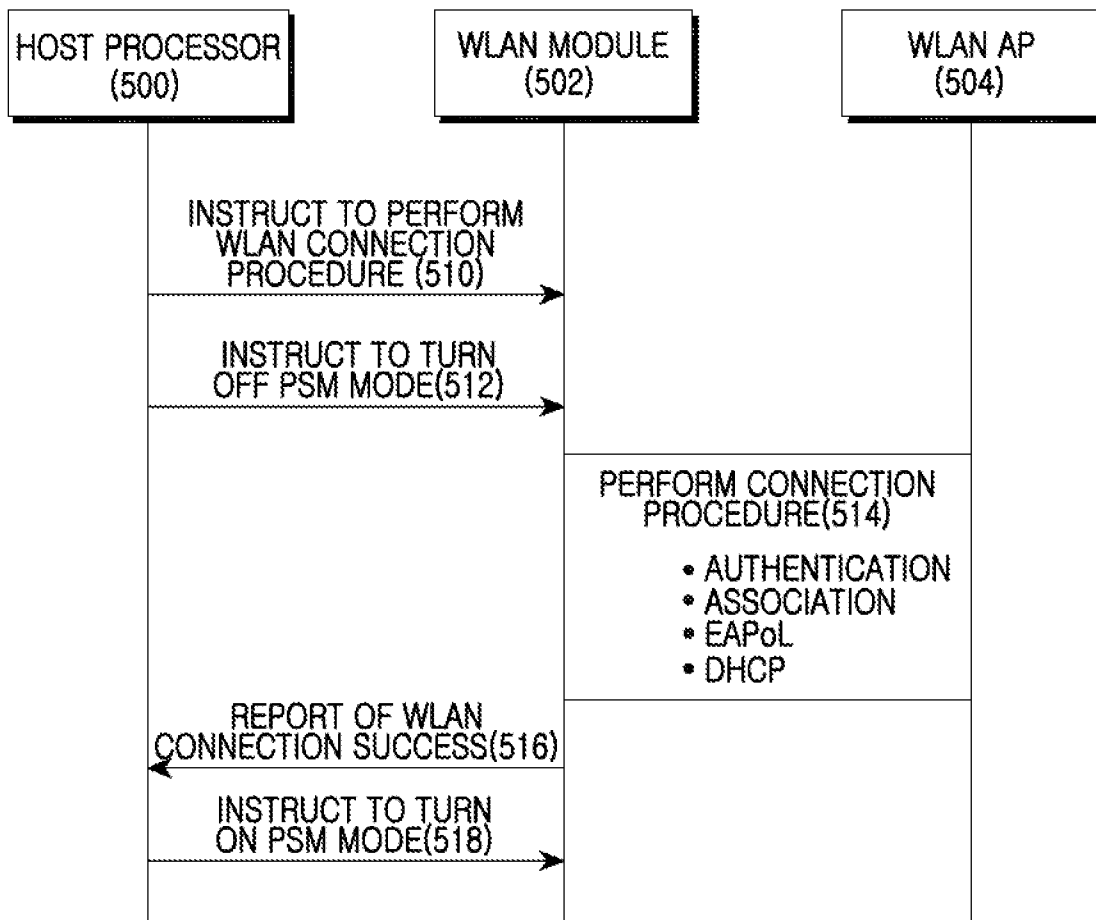 HOST PROCESSOR
(500)
WLAN MODULE
(502)
WLAN AP
(504)
INSTRUCT TO PERFORM
WLAN CONNECTION
PROCEDURE (510)
INSTRUCT TO TURN
OFF PSM MODE(512)
PERFORM CONNECTION
PROCEDURE(514)
• AUTHENTICATION
• ASSOCIATION
• EAPoL
• DHCP
REPORT OF WLAN
CONNECTION SUCCESS(516)
INSTRUCT TO TURN
ON PSM MODE(518)